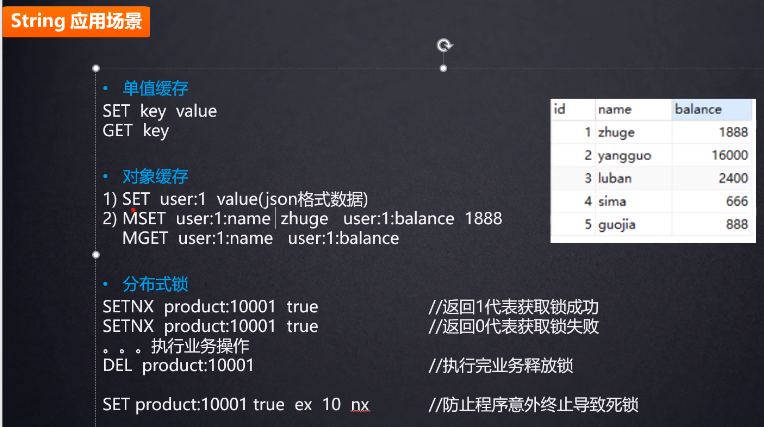 String 应用场景
• 单值缓存
SET key value
GET key
• 对象缓存
1) SET user:1 value(json格式数据)
2) MSET user:1:name zhuge user:1:balance 1888
MGET user:1:name user:1:balance
• 分布式锁
SETNX product:10001 true //返回1代表获取锁成功
SETNX product:10001 true //返回0代表获取锁失败
。。。执行业务操作
DEL product:10001 //执行完业务释放锁
SET product:10001 true ex 10 nx //防止程序意外终止导致死锁
id name balance
1 zhuge 1888
2 yangguo 16000
3 luban 2400
4 sima 666
5 guojia 888